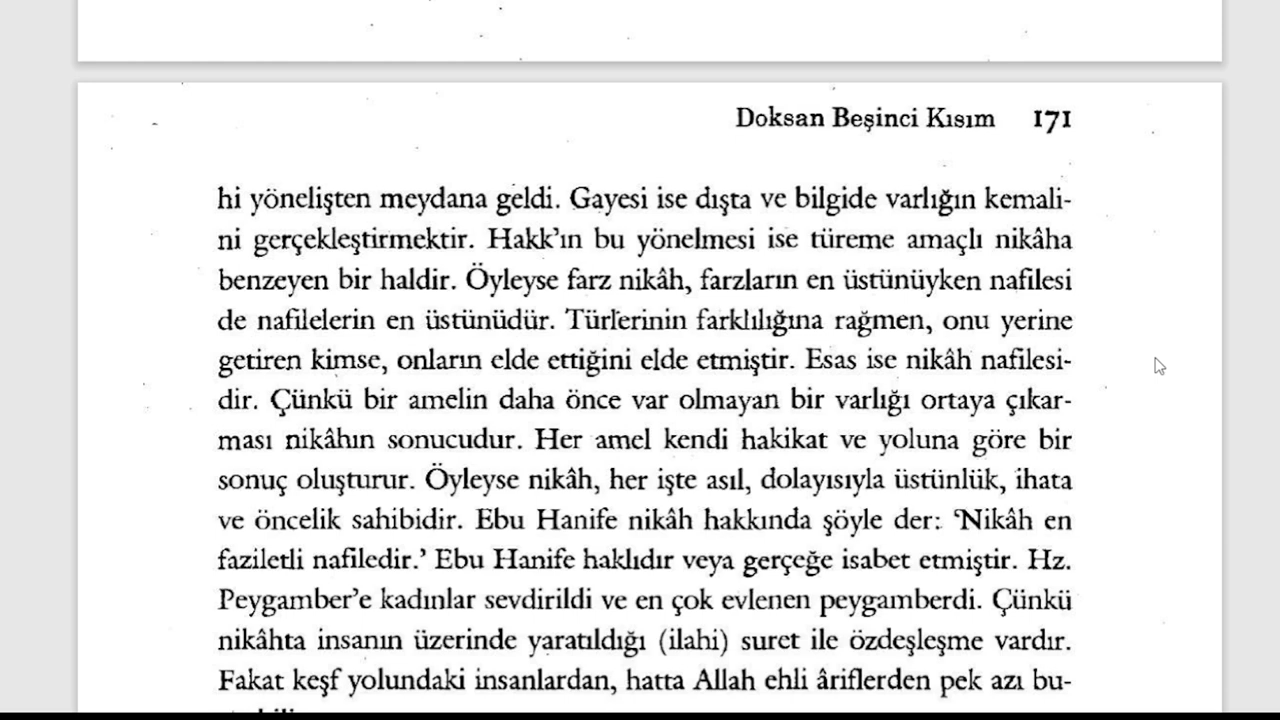 Doksan Beşinci Kısım 171
hi yönelişten meydana geldi. Gayesi ise dışta ve bilgide varlığın kemali-
ni gerçekleştirmektir. Hakk'ın bu yönelmesi ise türeme amaçlı nikâha
benzeyen bir haldir. Öyleyse farz nikâh, farzların en üstünüyken nafilesi
de nafilelerin en üstünüdür. Türlerinin farklılığına rağmen, onu yerine
getiren kimse, onların elde ettiğini elde etmiştir. Esas ise nikâh nafilesi-
dir. Çünkü bir amelin daha önce var olmayan bir varlığı ortaya çıkar-
ması nikâhın sonucudur. Her amel kendi hakikat ve yoluna göre bir
sonuç oluşturur. Öyleyse nikâh, her işte asıl, dolayısıyla üstünlük, ihata
ve öncelik sahibidir. Ebu Hanife nikâh hakkında şöyle der: 'Nikâh en
faziletli nafiledir.' Ebu Hanife haklıdır veya gerçeğe isabet etmiştir. Hz.
Peygamber'e kadınlar sevdirildi ve en çok evlenen peygamberdi. Çünkü
nikâhta insanın üzerinde yaratıldığı (ilahi) suret ile özdeşleşme vardır.
Fakat keşf yolundaki insanlardan, hatta Allah ehli âriflerden pek azı bu-